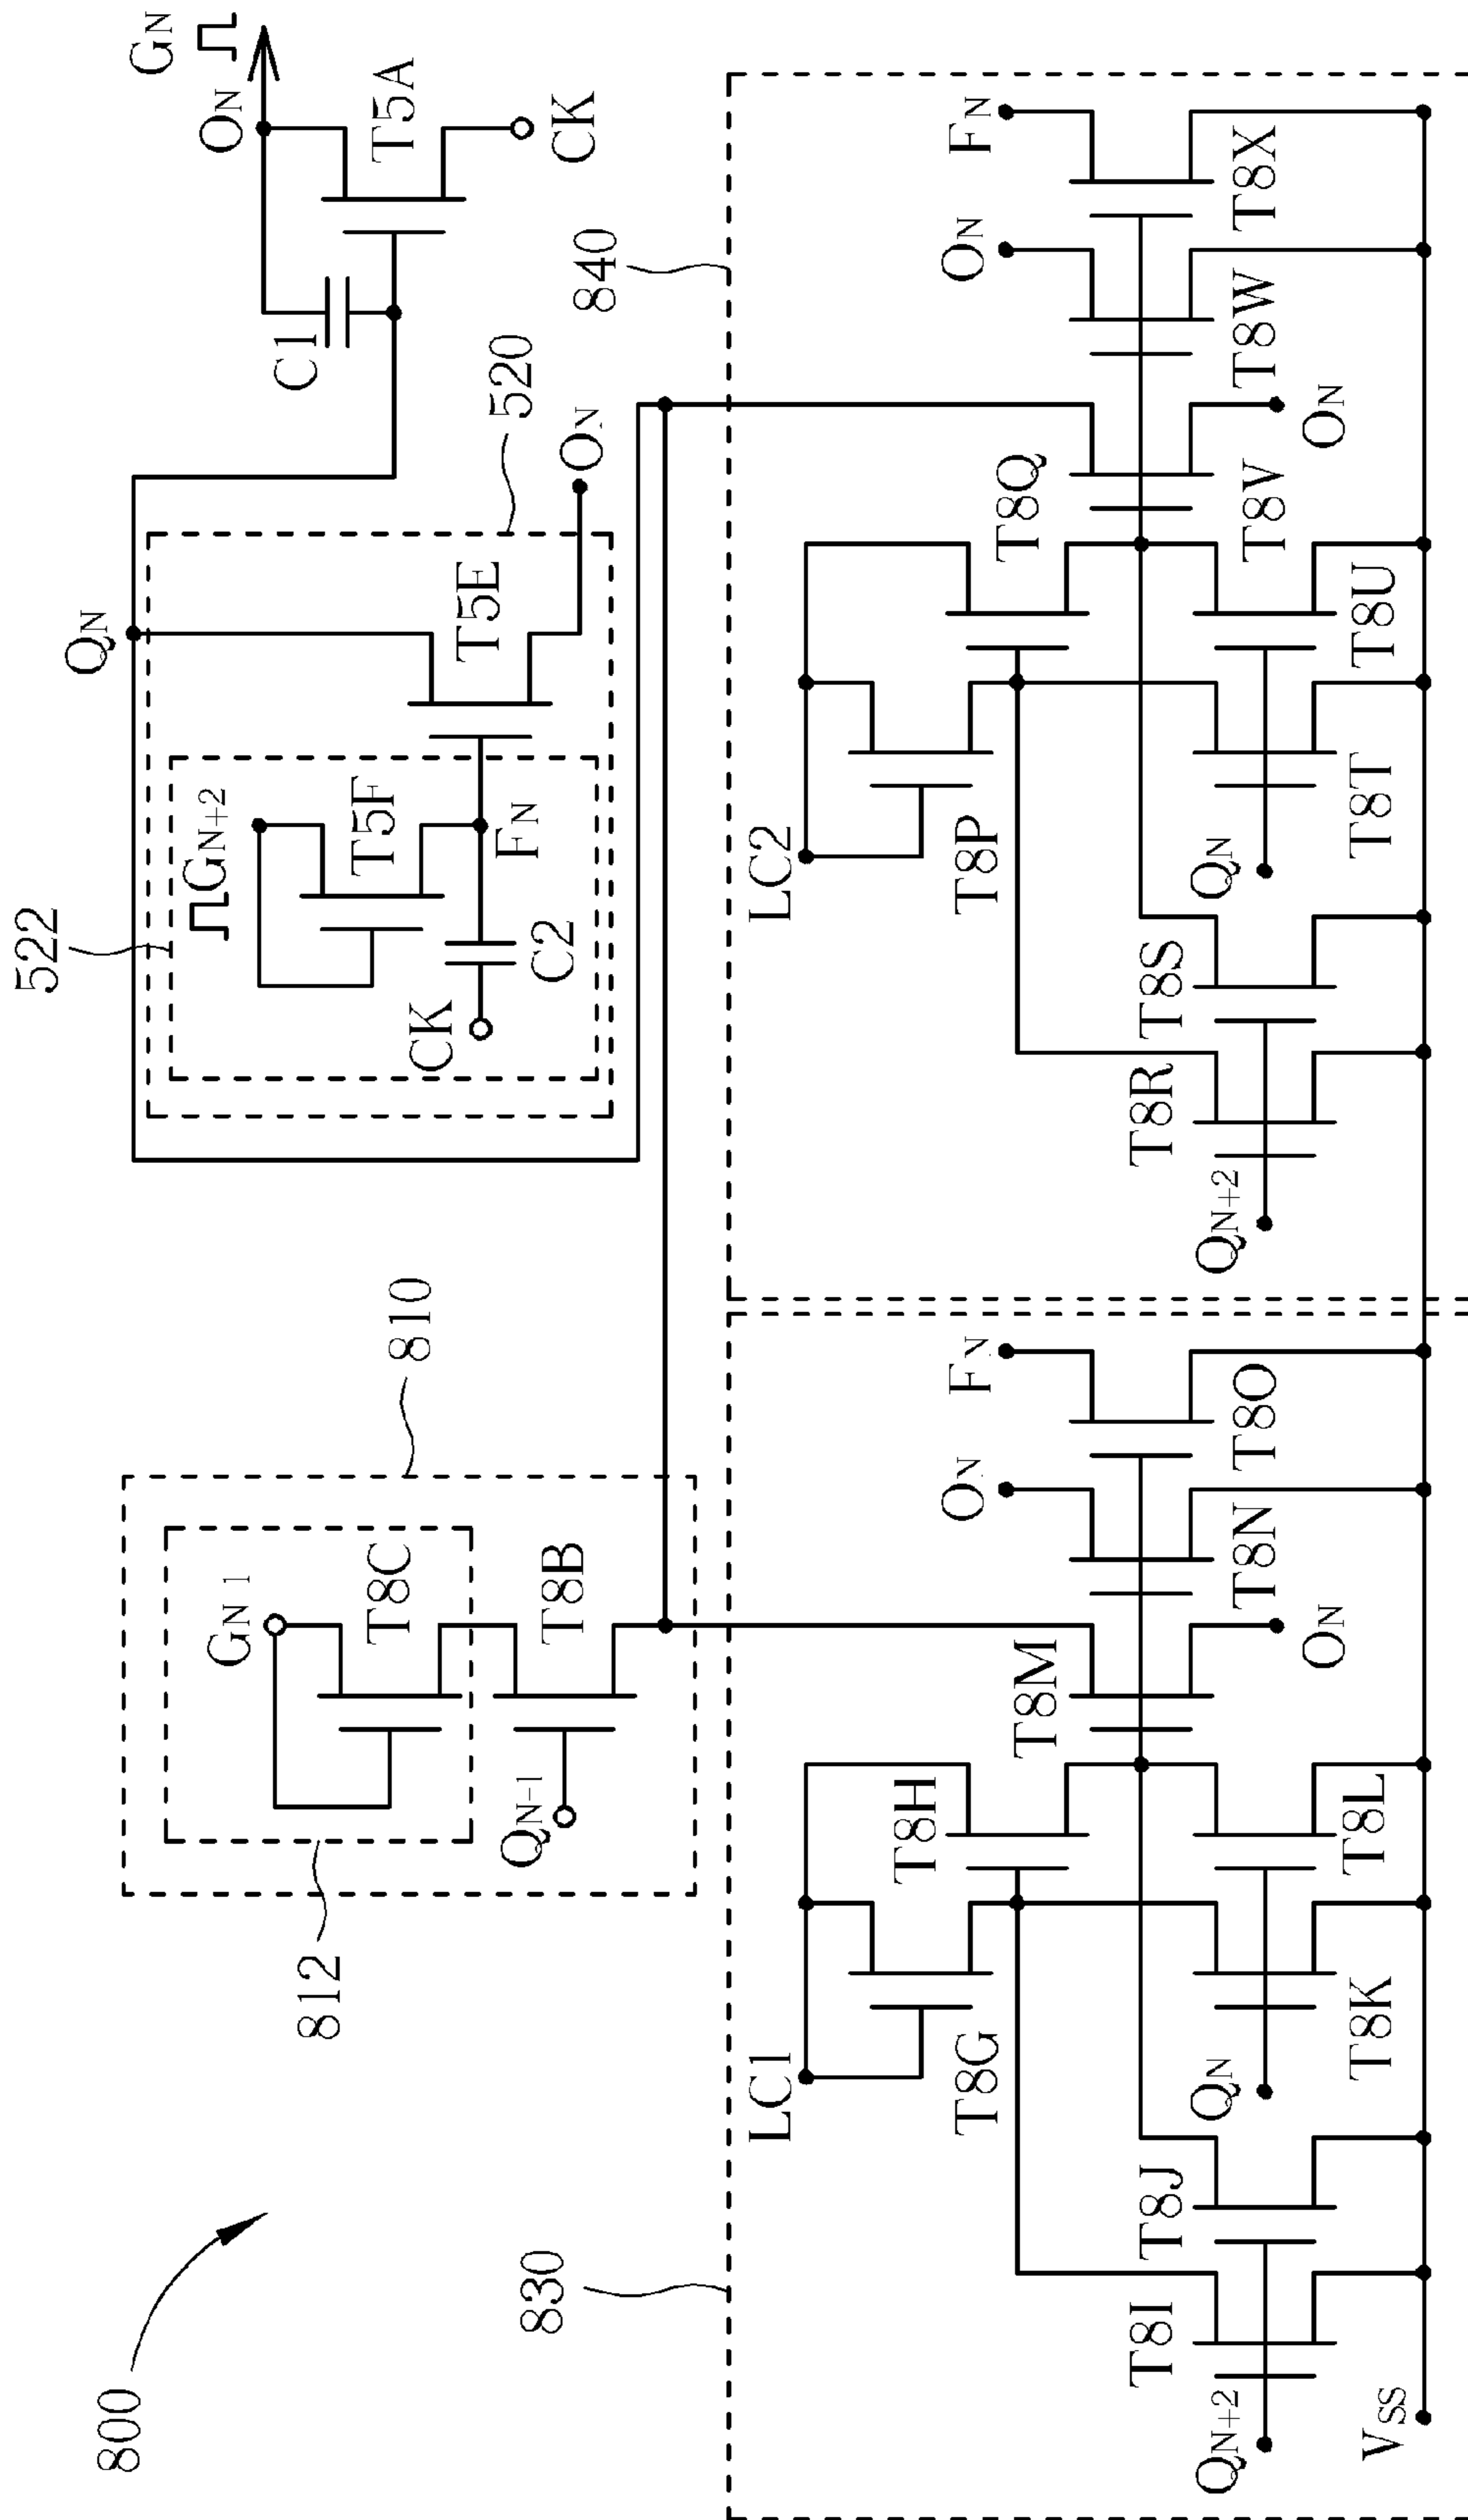 800
812
810
GN-1
T8C
QN-1
T8B
522
QN
GN+2
T5F
T5E
CK
C2
FN
ON
520
C1
ON
GN
T5A
CK
830
LC1
T8G
T8H
T8M
ON
FN
T8I
T8J
QN
T8K
T8L
T8N
T8O
ON
QN+2
VSS
840
LC2
T8P
T8Q
ON
FN
T8R
T8S
QN
T8T
T8U
T8V
T8W
T8X
ON
QN+2